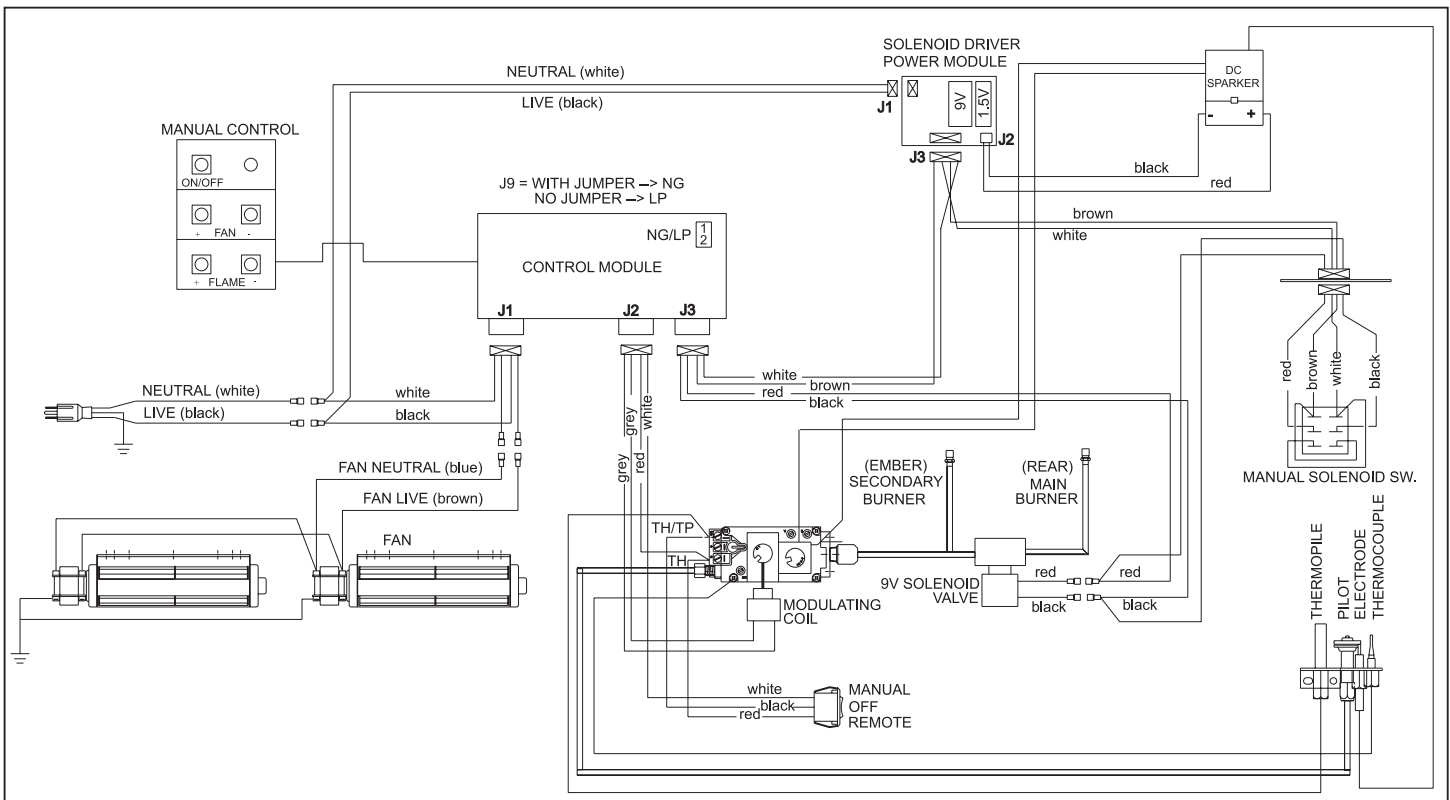 SOLENOID DRIVER
POWER MODULE
NEUTRAL (white)
LIVE (black)
J1
9V
1.5V
J2
J3
DC
SPARKER
-
+
black
red
MANUAL CONTROL
ON/OFF
+ FAN -
+ FLAME -
J9 = WITH JUMPER –> NG
NO JUMPER –> LP
NG/LP
1
2
CONTROL MODULE
J1
J2
J3
brown
white
NEUTRAL (white)
LIVE (black)
white
black
white
brown
red
black
grey
grey
red
white
red
brown
white
black
MANUAL SOLENOID SW.
FAN NEUTRAL (blue)
FAN LIVE (brown)
FAN
(EMBER)
SECONDARY
BURNER
(REAR)
MAIN
BURNER
TH/TP
TH
MODULATING
COIL
9V SOLENOID
VALVE
red
red
black
black
THERMOPILE
PILOT
ELECTRODE
THERMOCOUPLE
white
black
red
MANUAL
OFF
REMOTE